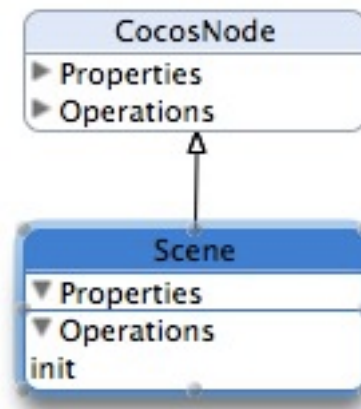 CocosNode
Properties
Operations
Scene
Properties
Operations
init